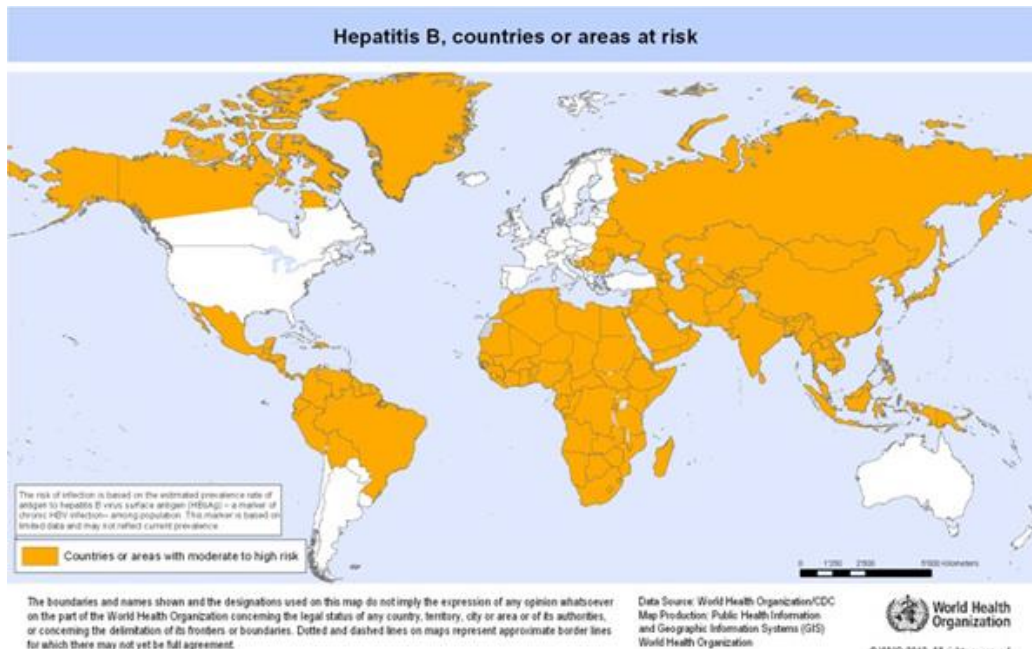 Hepatitis B, countries or areas at risk
The risk of infection is based on the estimated prevalence rate of
antigen to hepatitis B virus surface antigen (HBsAg) – a marker of
chronic HBV infection– among population. This marker is based on
limited data and may not reflect current prevalence
Countries or areas with moderate to high risk
0 1'250 2'500 5'000 Kilometers
The boundaries and names shown and the designations used on this map do not imply the expression of any opinion whatsoever
on the part of the World Health Organization concerning the legal status of any country, territory, city or area or of its authorities,
or concerning the delimitation of its frontiers or boundaries. Dotted and dashed lines on maps represent approximate border lines
for which there may not yet be full agreement.
Data Source: World Health Organization/CDC
Map Production: Public Health Information
and Geographic Information Systems (GIS)
World Health Organization
World Health
Organization